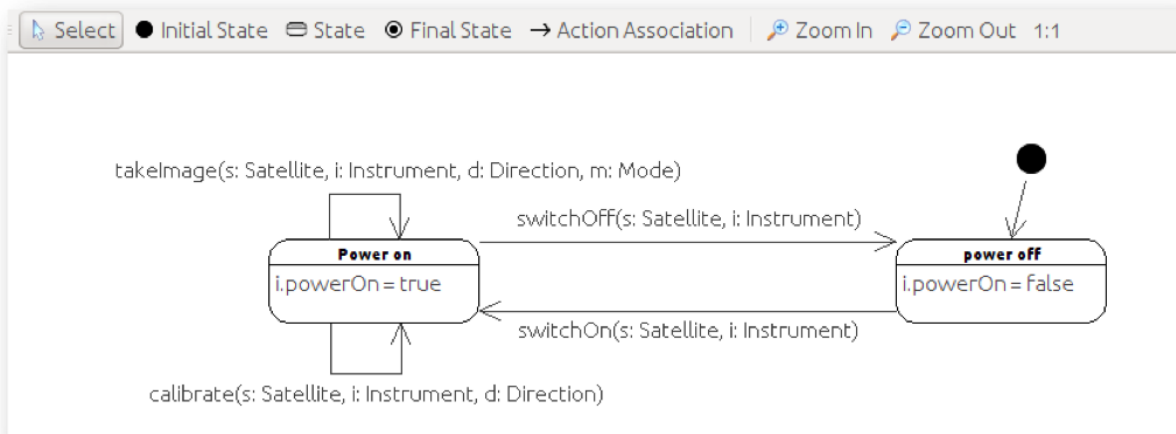 Select Initial State State Final State Action Association Zoom In Zoom Out 1:1
takeImage(s: Satellite, i: Instrument, d: Direction, m: Mode)
switchOff(s: Satellite, i: Instrument)
Power on
i.powerOn = true
power off
i.powerOn = false
switchOn(s: Satellite, i: Instrument)
calibrate(s: Satellite, i: Instrument, d: Direction)